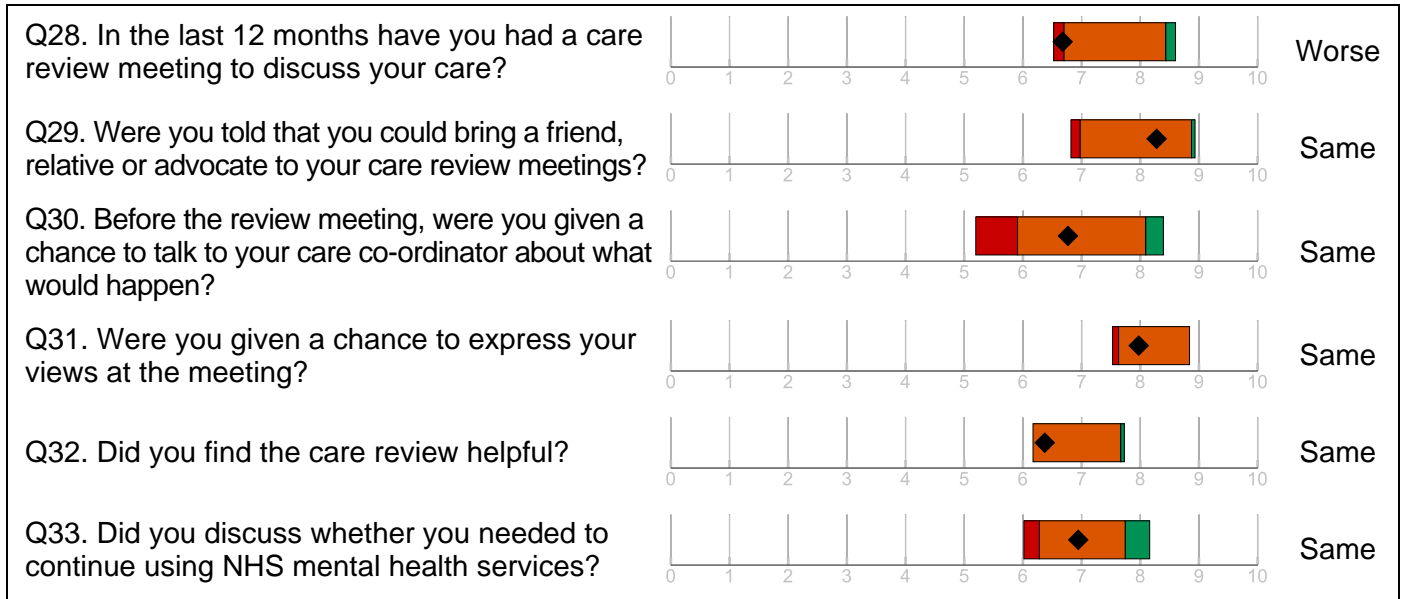 Q28. In the last 12 months have you had a care
review meeting to discuss your care?
0 1 2 3 4 5 6 7 8 9 10
Worse
Q29. Were you told that you could bring a friend,
relative or advocate to your care review meetings?
0 1 2 3 4 5 6 7 8 9 10
Same
Q30. Before the review meeting, were you given a
chance to talk to your care co-ordinator about what
would happen?
0 1 2 3 4 5 6 7 8 9 10
Same
Q31. Were you given a chance to express your
views at the meeting?
0 1 2 3 4 5 6 7 8 9 10
Same
Q32. Did you find the care review helpful?
0 1 2 3 4 5 6 7 8 9 10
Same
Q33. Did you discuss whether you needed to
continue using NHS mental health services?
0 1 2 3 4 5 6 7 8 9 10
Same